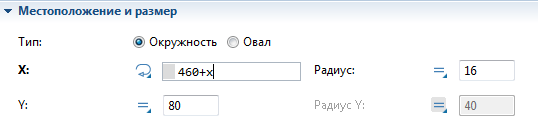 Местоположение и размер
Тип: Окружность Овал
X: 460+x Радиус: 16
Y: 80 Радиус Y: 40